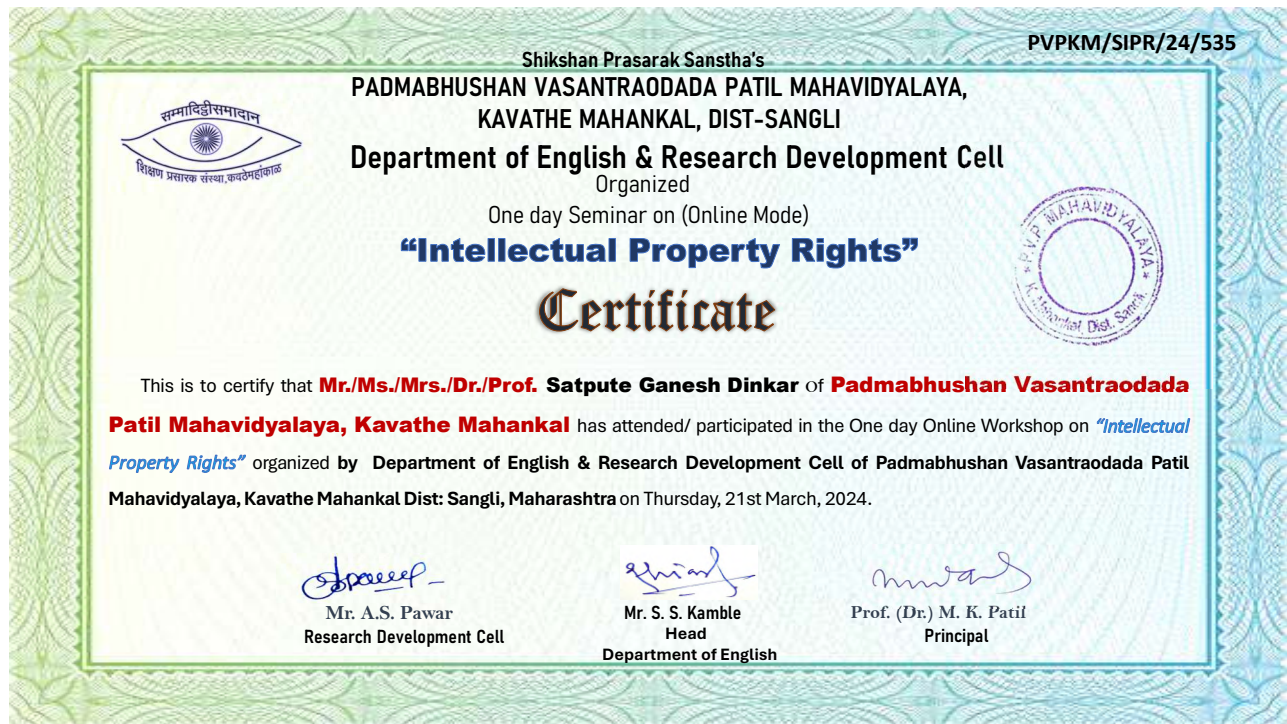 PVPKM/SIPR/24/535
Shikshan Prasarak Sanstha's
PADMABHUSHAN VASANTRAODADA PATIL MAHAVIDYALAYA,
KAVATHE MAHANKAL, DIST-SANGLI
सम्मादिट्ठीसमादान
शिक्षण प्रसारक संस्था,कवठेमहांकाळ
Department of English & Research Development Cell
Organized
One day Seminar on (Online Mode)
“Intellectual Property Rights”
* P.V.P. MAHAVIDYALAYA *
K. Mahankal, Dist. Sangli.
Certificate
This is to certify that Mr./Ms./Mrs./Dr./Prof. Satpute Ganesh Dinkar of Padmabhushan Vasantraodada
Patil Mahavidyalaya, Kavathe Mahankal has attended/ participated in the One day Online Workshop on “Intellectual
Property Rights” organized by Department of English & Research Development Cell of Padmabhushan Vasantraodada Patil
Mahavidyalaya, Kavathe Mahankal Dist: Sangli, Maharashtra on Thursday, 21st March, 2024.
Mr. A.S. Pawar
Research Development Cell
Mr. S. S. Kamble
Head
Department of English
Prof. (Dr.) M. K. Patil
Principal